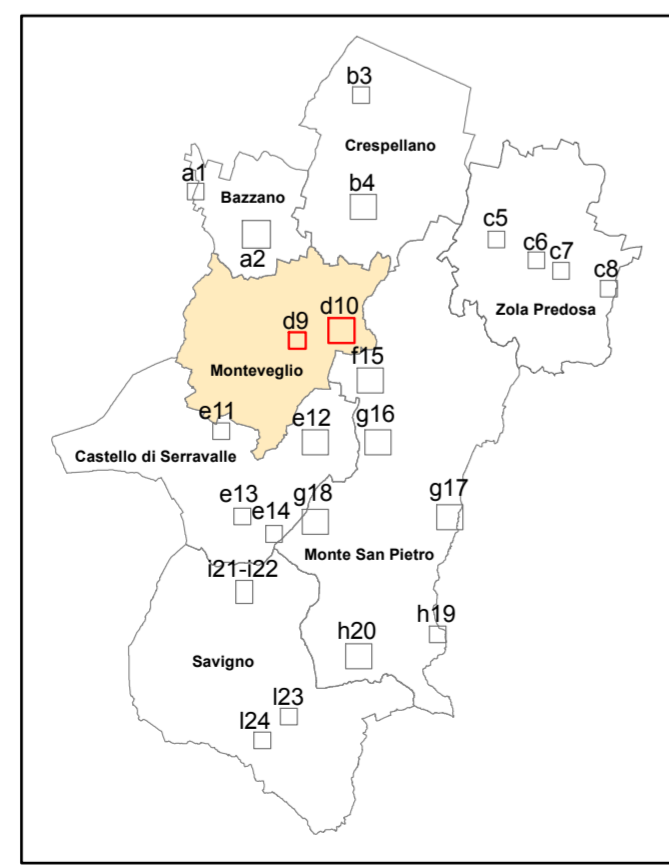 b3
Crespellano
a1
Bazzano
b4
a2
c5
c6
c7
c8
Zola Predosa
d9
d10
Monteveglio
f15
e11
e12
g16
Castello di Serravalle
e13
e14
g18
g17
Monte San Pietro
i21-i22
h19
h20
Savigno
l23
l24